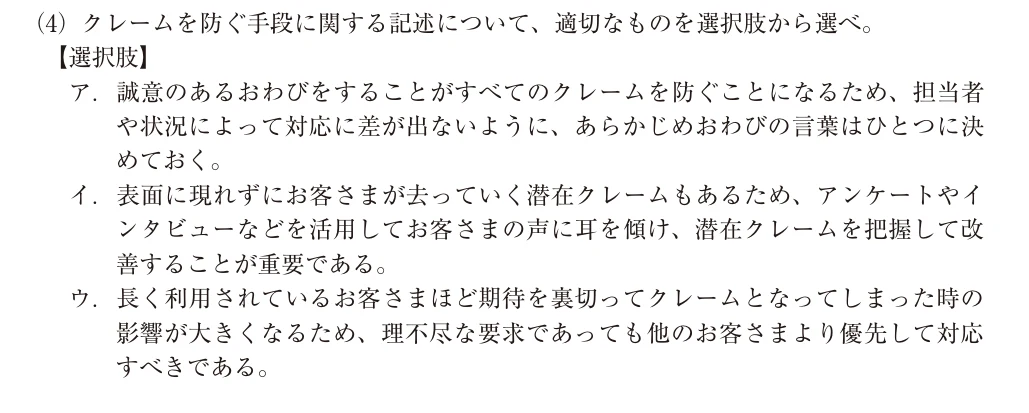 (4) クレームを防ぐ手段に関する記述について、適切なものを選択肢から選べ。
【選択肢】
ア．誠意のあるおわびをすることがすべてのクレームを防ぐことになるため、担当者
や状況によって対応に差が出ないように、あらかじめおわびの言葉はひとつに決
めておく。
イ．表面に現れずにお客さまが去っていく潜在クレームもあるため、アンケートやイ
ンタビューなどを活用してお客さまの声に耳を傾け、潜在クレームを把握して改
善することが重要である。
ウ．長く利用されているお客さまほど期待を裏切ってクレームとなってしまった時の
影響が大きくなるため、理不尽な要求であっても他のお客さまより優先して対応
すべきである。